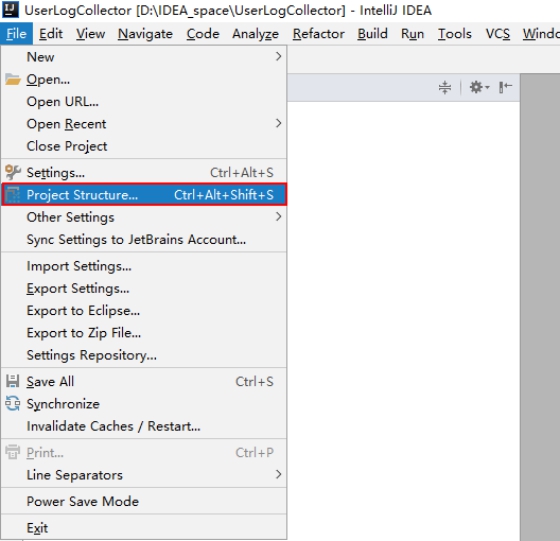 UserLogCollector [D:\IDEA_space\UserLogCollector] - IntelliJ IDEA
File Edit View Navigate Code Analyze Refactor Build Run Tools VCS Windo
New
Open...
Open URL...
Open Recent
Close Project
Settings... Ctrl+Alt+S
Project Structure... Ctrl+Alt+Shift+S
Other Settings
Sync Settings to JetBrains Account...
Import Settings...
Export Settings...
Export to Eclipse...
Export to Zip File...
Settings Repository...
Save All Ctrl+S
Synchronize
Invalidate Caches / Restart...
Print... Ctrl+P
Line Separators
Power Save Mode
Exit